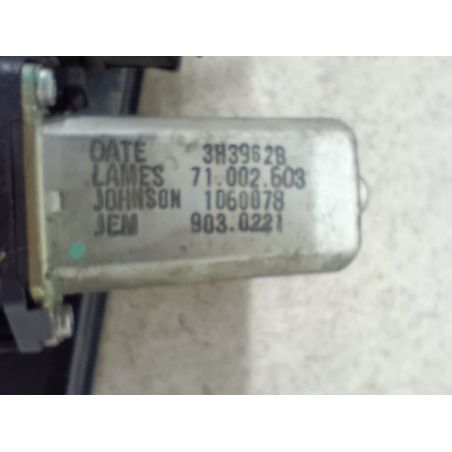 DATE 3H3962B
LAMES 71.002.603
JOHNSON 1060078
JEM 903.0221